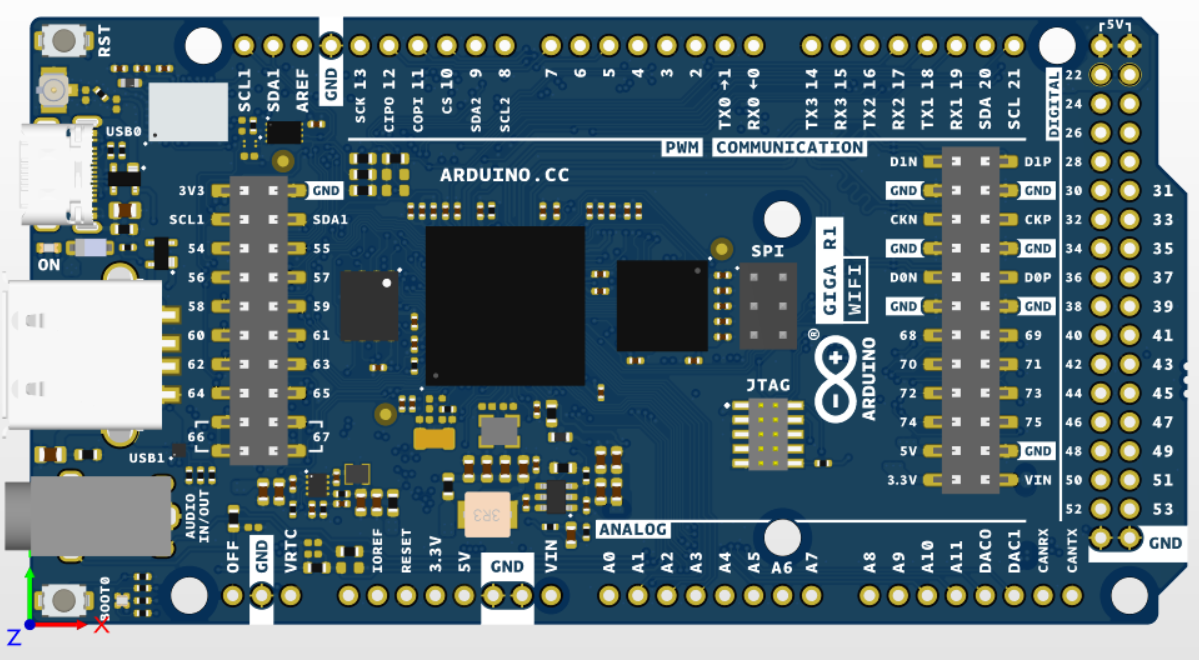 RST
SCL1
SDA1
AREF
GND
SCK 13
CIPO 12
COPI 11
CS 10
SDA2 9
SCL2 8
7
6
5
4
3
2
TX0 →1
RX0 ←0
TX3 14
RX3 15
TX2 16
RX2 17
TX1 18
RX1 19
SDA 20
SCL 21
5V
DIGITAL
22
24
26
28
30 31
32 33
34 35
36 37
38 39
40 41
42 43
44 45
46 47
48 49
50 51
52 53
GND
PWM COMMUNICATION
USB0
ARDUINO.CC
3V3 GND
SCL1 SDA1
54 55
56 57
58 59
60 61
62 63
64 65
66 67
ON
USB1
AUDIO
IN/OUT
SPI
GIGA R1
WIFI
®
ARDUINO
JTAG
D1N D1P
GND GND
CKN CKP
GND GND
D0N D0P
GND GND
68 69
70 71
72 73
74 75
5V GND
3.3V VIN
3R3
ANALOG
BOOT0
OFF
GND
VRTC
IOREF
RESET
3.3V
5V
GND
VIN
A0
A1
A2
A3
A4
A5
A6
A7
A8
A9
A10
A11
DAC0
DAC1
CANRX
CANTX
Z
X